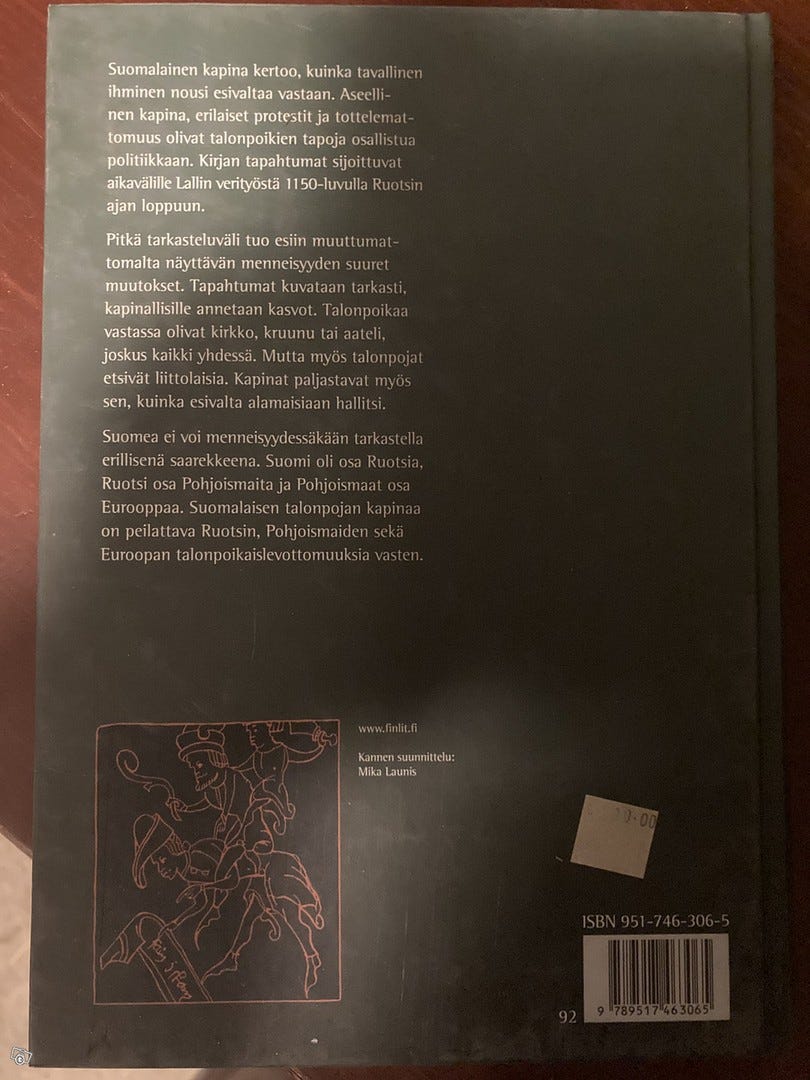 Suomalainen kapina kertoo, kuinka tavallinen
ihminen nousi esivaltaa vastaan. Aseelli-
nen kapina, erilaiset protestit ja tottelemat-
tomuus olivat talonpoikien tapoja osallistua
politiikkaan. Kirjan tapahtumat sijoittuvat
aikavälille Lallin verityöstä 1150-luvulla Ruotsin
ajan loppuun.
Pitkä tarkasteluväli tuo esiin muuttumat-
tomalta näyttävän menneisyyden suuret
muutokset. Tapahtumat kuvataan tarkasti,
kapinallisille annetaan kasvot. Talonpoikaa
vastassa olivat kirkko, kruunu tai aateli,
joskus kaikki yhdessä. Mutta myös talonpojat
etsivät liittolaisia. Kapinat paljastavat myös
sen, kuinka esivalta alamaisiaan hallitsi.
Suomea ei voi menneisyydessäkään tarkastella
erillisenä saarekkeena. Suomi oli osa Ruotsia,
Ruotsi osa Pohjoismaita ja Pohjoismaat osa
Eurooppaa. Suomalaisen talonpojan kapinaa
on peilattava Ruotsin, Pohjoismaiden sekä
Euroopan talonpoikaislevottomuuksia vasten.
www.finlit.fi
Kannen suunnittelu:
Mika Launis
ISBN 951-746-306-5
92
9 789517 463065